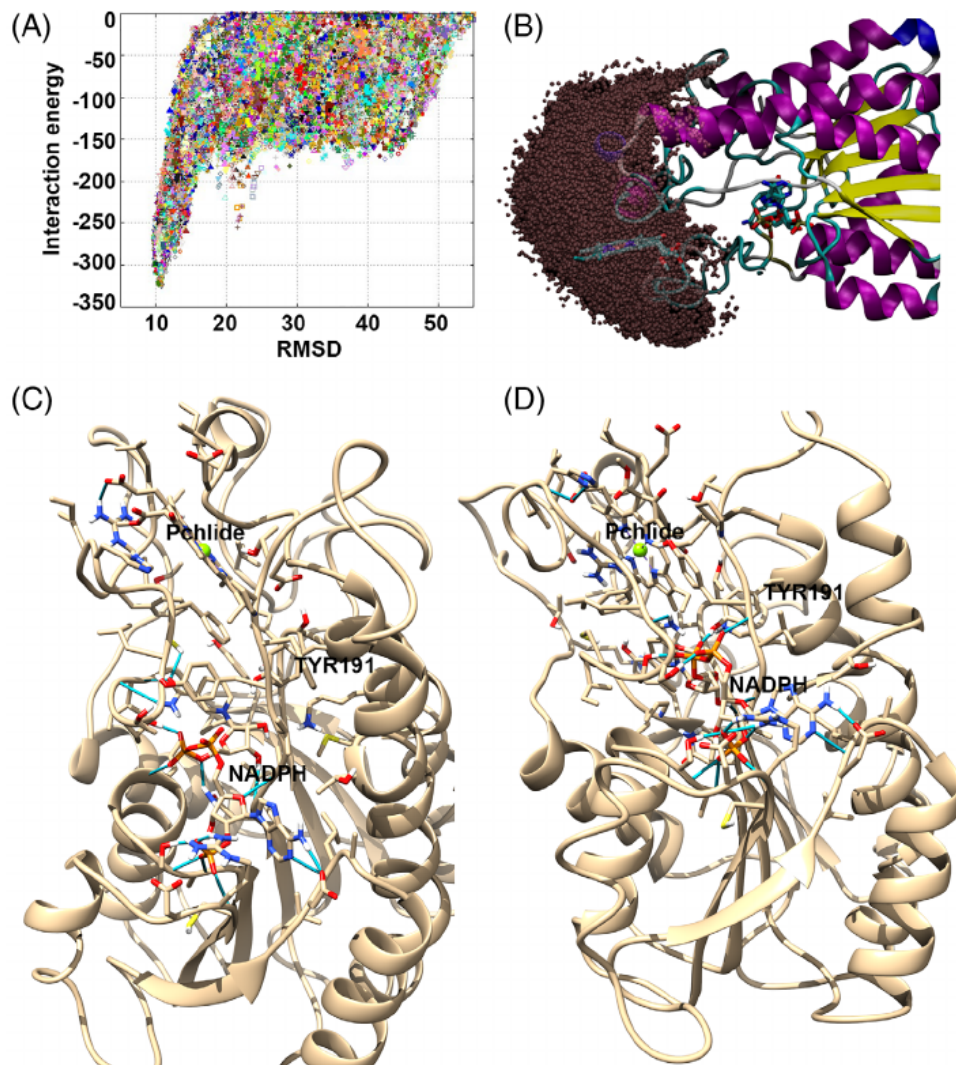 (A)
(B)
0
-50
-100
-150
-200
-250
-300
-350
Interaction energy
10 20 30 40 50
RMSD
(C)
(D)
Pchlide
TYR191
NADPH
Pchlide
TYR191
NADPH